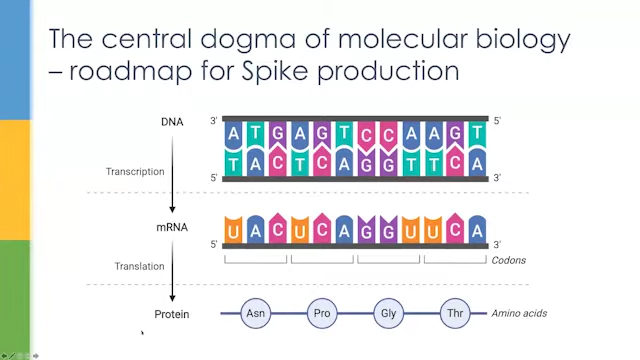 The central dogma of molecular biology
– roadmap for Spike production
DNA
3' A T G A G T C C A A G T 5'
Transcription
5' T A C T C A G G T T C A 3'
mRNA
5' U A C U C A G G U U C A 3'
Codons
Translation
Protein
Asn Pro Gly Thr Amino acids